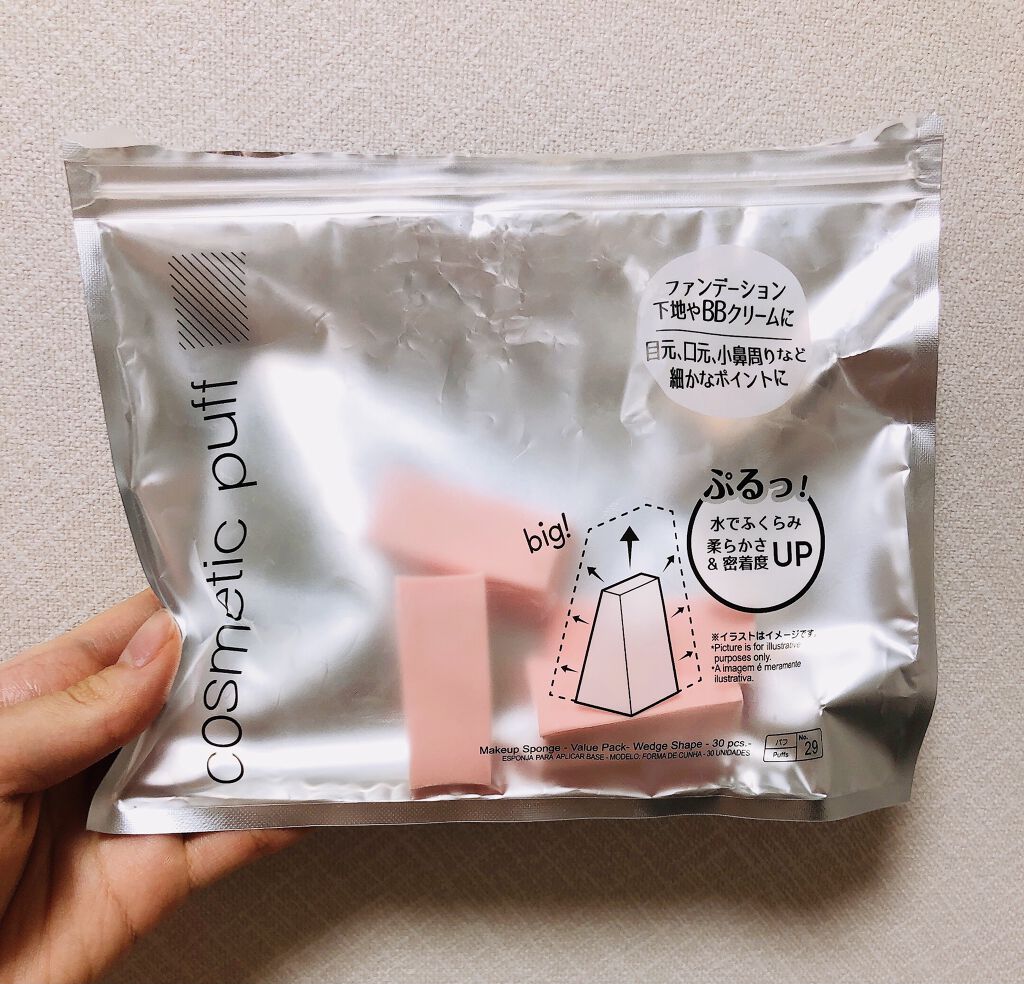 cosmetic puff
ファンデーション
下地やBBクリームに
目元、口元、小鼻周りなど
細かなポイントに
ぷるっ!
水でふくらみ
柔らかさ
&密着度 UP
big!
※イラストはイメージです。
*Picture is for illustrative
purposes only.
*A imagem é meramente
ilustrativa.
Makeup Sponge - Value Pack- Wedge Shape - 30 pcs.-
ESPONJA PARA APLICAR BASE - MODELO: FORMA DE CUNHA - 30 UNIDADES
パフ
Puffs
No.
29